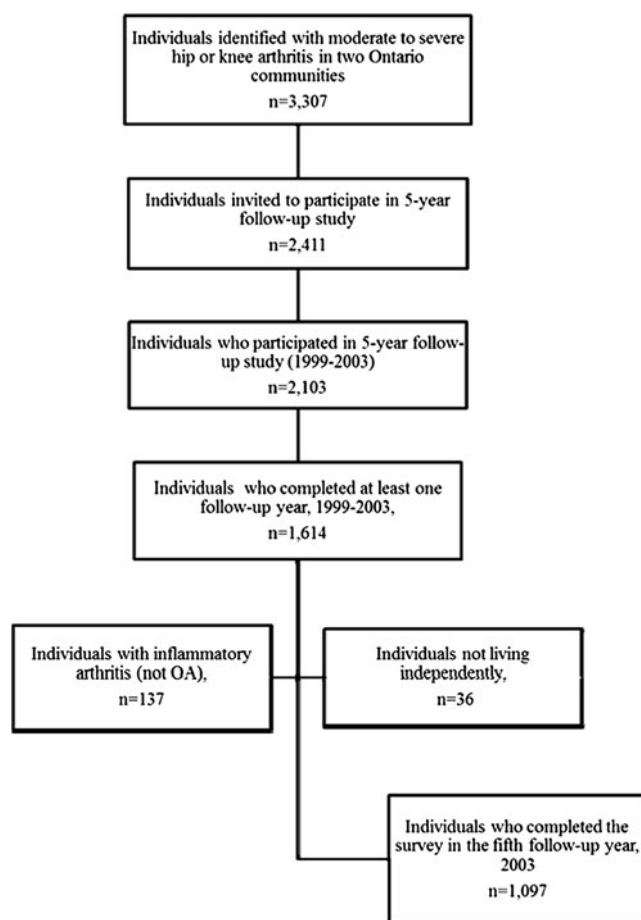 Individuals identified with moderate to severe
hip or knee arthritis in two Ontario
communities
n=3,307
Individuals invited to participate in 5-year
follow-up study
n=2,411
Individuals who participated in 5-year follow-
up study (1999-2003)
n=2,103
Individuals who completed at least one
follow-up year, 1999-2003,
n=1,614
Individuals with inflammatory
arthritis (not OA),
n=137
Individuals not living
independently,
n=36
Individuals who completed the
survey in the fifth follow-up year,
2003
n=1,097